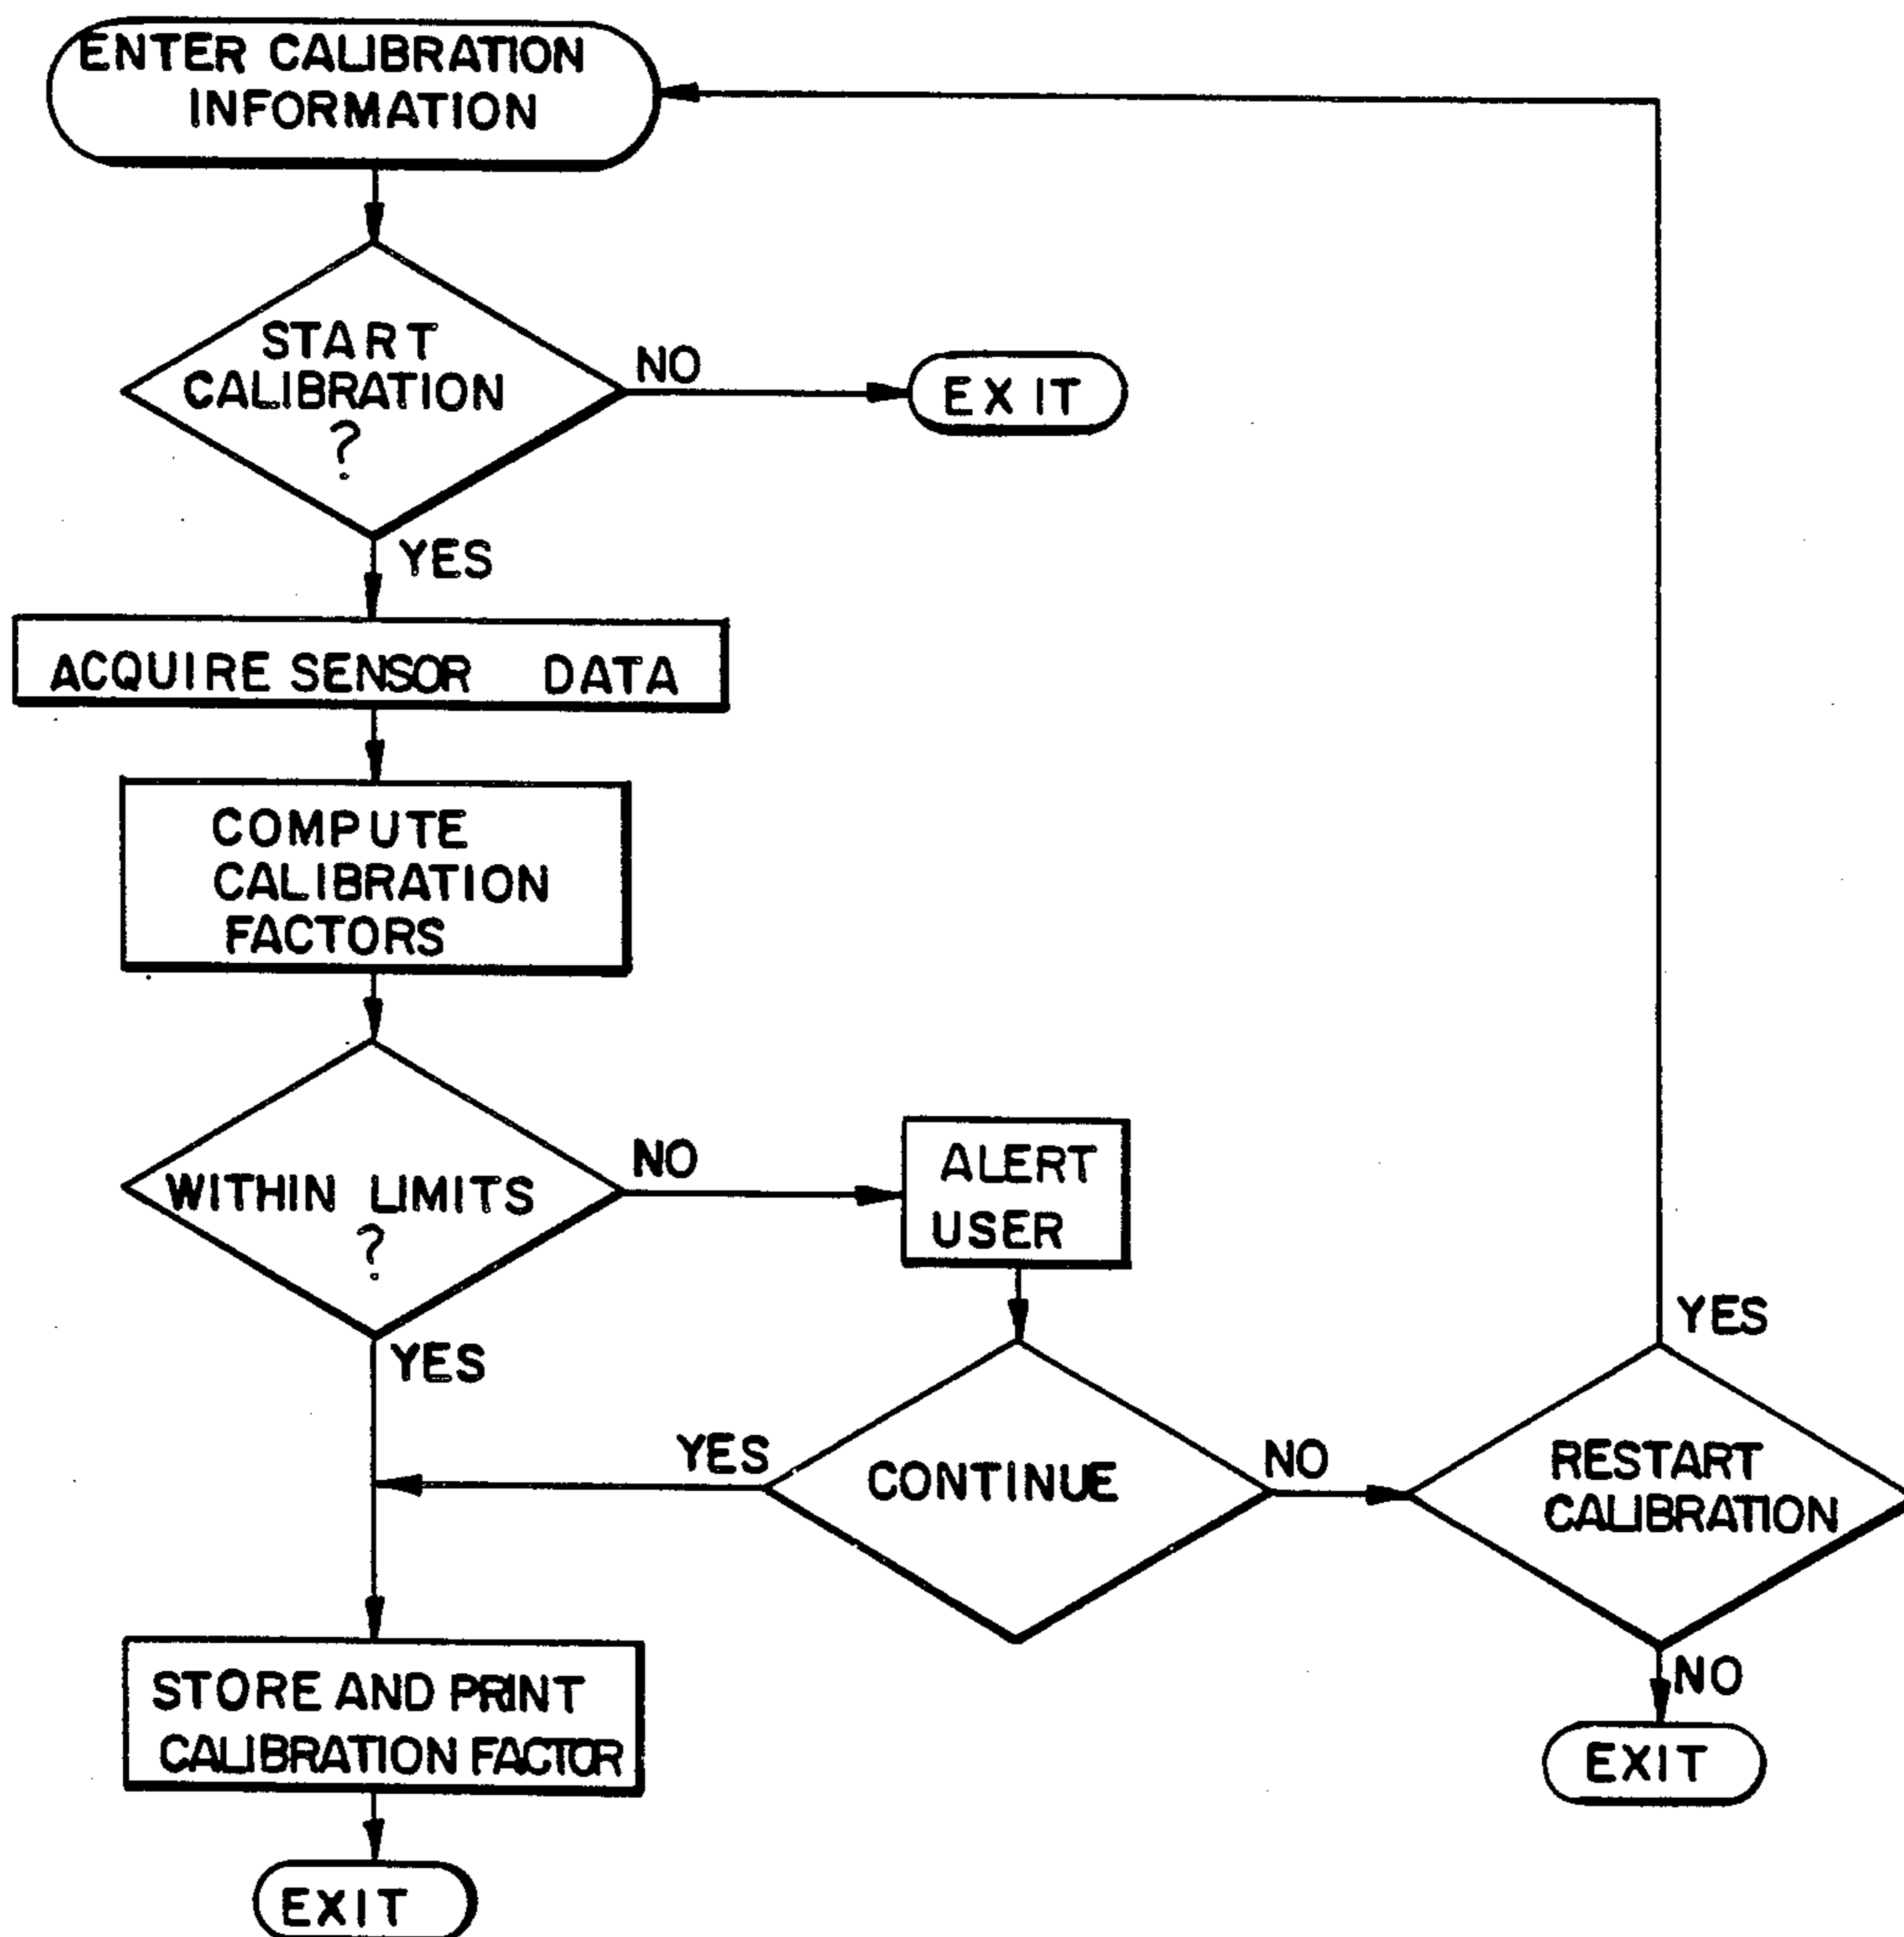 ENTER CALIBRATION
INFORMATION
START
CALIBRATION
?
NO
EXIT
YES
ACQUIRE SENSOR DATA
COMPUTE
CALIBRATION
FACTORS
WITHIN LIMITS
?
NO
ALERT
USER
YES
YES
CONTINUE
NO
RESTART
CALIBRATION
YES
NO
EXIT
STORE AND PRINT
CALIBRATION FACTOR
EXIT